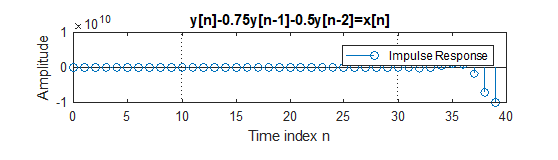 y[n]-0.75y[n-1]-0.5y[n-2]=x[n]
×10^10
1
0
-1
Amplitude
Impulse Response
0 5 10 15 20 25 30 35 40
Time index n